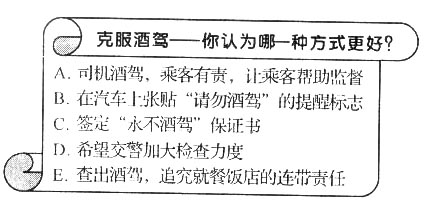 克服酒驾——你认为哪一种方式更好?
A. 司机酒驾，乘客有责，让乘客帮助监督
B. 在汽车上张贴“请勿酒驾”的提醒标志
C. 签定“永不酒驾”保证书
D. 希望交警加大检查力度
E. 查出酒驾，追究就餐饭店的连带责任